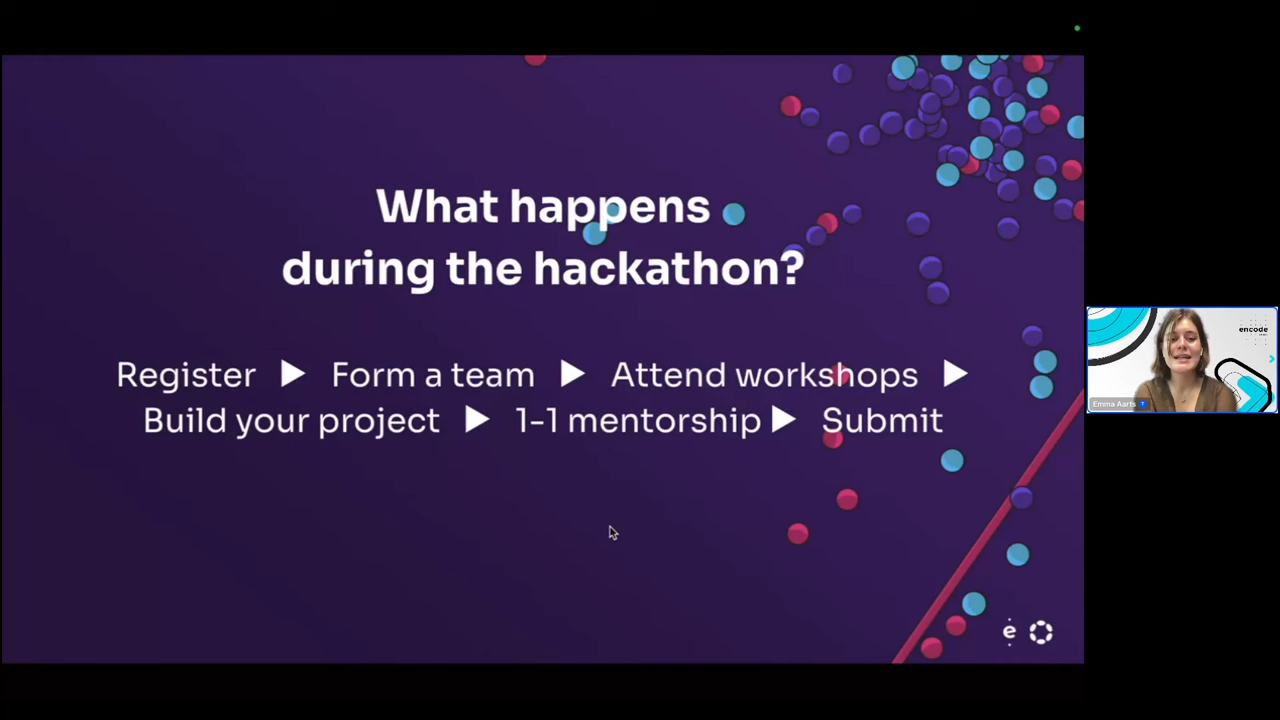 What happens
during the hackathon?
Register ▶ Form a team ▶ Attend workshops ▶
Build your project ▶ 1-1 mentorship ▶ Submit
e
encode
Emma Aarts